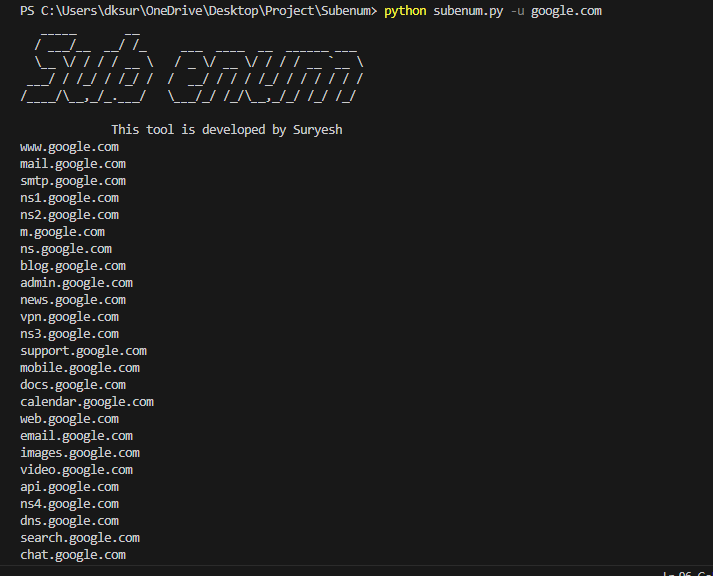 PS C:\Users\dksur\OneDrive\Desktop\Project\Subenum> python subenum.py -u google.com
Sub enum
This tool is developed by Suryesh
www.google.com
mail.google.com
smtp.google.com
ns1.google.com
ns2.google.com
m.google.com
ns.google.com
blog.google.com
admin.google.com
news.google.com
vpn.google.com
ns3.google.com
support.google.com
mobile.google.com
docs.google.com
calendar.google.com
web.google.com
email.google.com
images.google.com
video.google.com
api.google.com
ns4.google.com
dns.google.com
search.google.com
chat.google.com